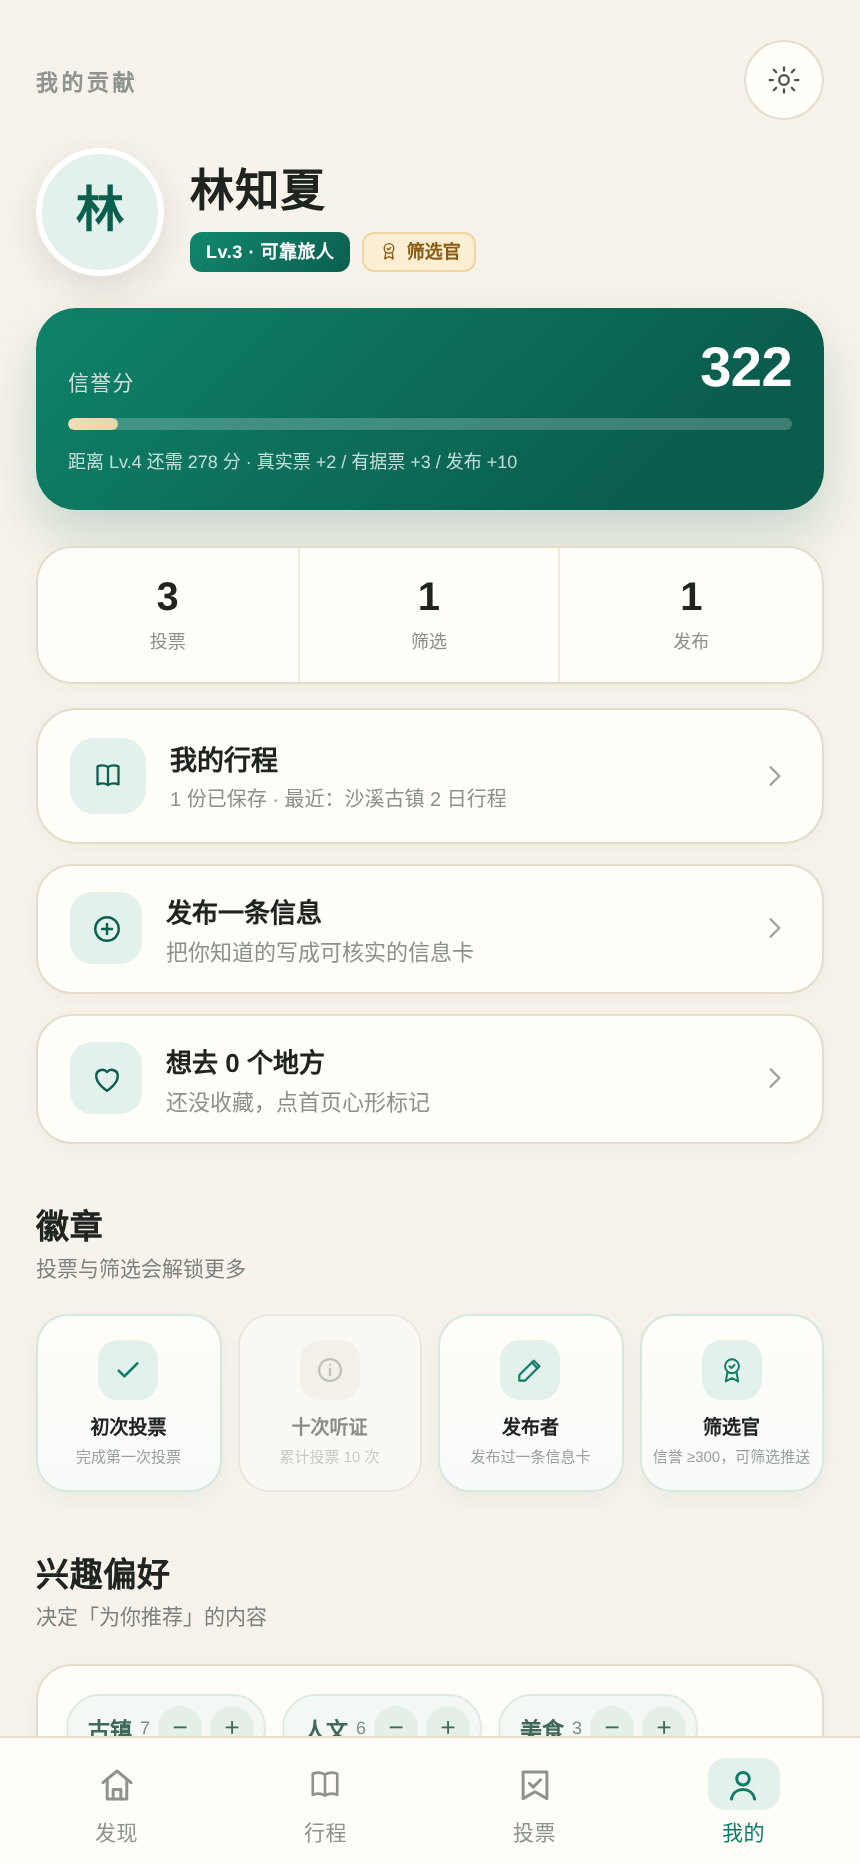 我的贡献
林
林知夏
Lv.3 · 可靠旅人
筛选官
信誉分
322
距离 Lv.4 还需 278 分 · 真实票 +2 / 有据票 +3 / 发布 +10
3
投票
1
筛选
1
发布
我的行程
1 份已保存 · 最近：沙溪古镇 2 日行程
发布一条信息
把你知道的写成可核实的信息卡
想去 0 个地方
还没收藏，点首页心形标记
徽章
投票与筛选会解锁更多
初次投票
完成第一次投票
十次听证
累计投票 10 次
发布者
发布过一条信息卡
筛选官
信誉 ≥300，可筛选推送
兴趣偏好
决定「为你推荐」的内容
古镇 7 − +
人文 6 − +
美食 3 − +
发现
行程
投票
我的